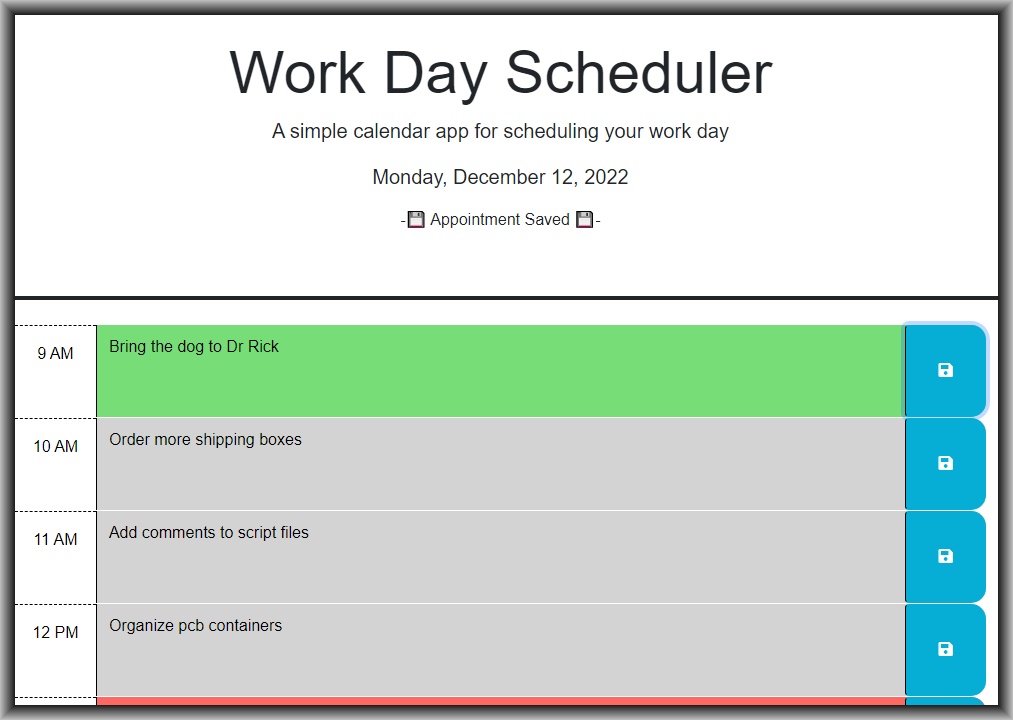 Work Day Scheduler
A simple calendar app for scheduling your work day
Monday, December 12, 2022
-💾 Appointment Saved 💾-
9 AM
Bring the dog to Dr Rick
10 AM
Order more shipping boxes
11 AM
Add comments to script files
12 PM
Organize pcb containers